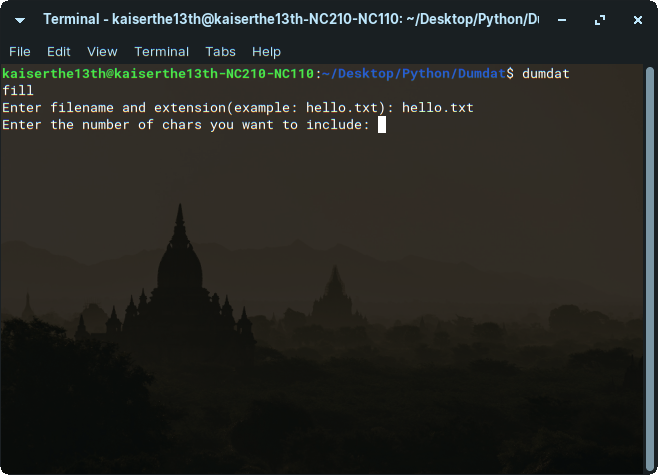 Terminal - kaiserthe13th@kaiserthe13th-NC210-NC110: ~/Desktop/Python/Du
File Edit View Terminal Tabs Help
kaiserthe13th@kaiserthe13th-NC210-NC110:~/Desktop/Python/Dumdat$ dumdat
fill
Enter filename and extension(example: hello.txt): hello.txt
Enter the number of chars you want to include: